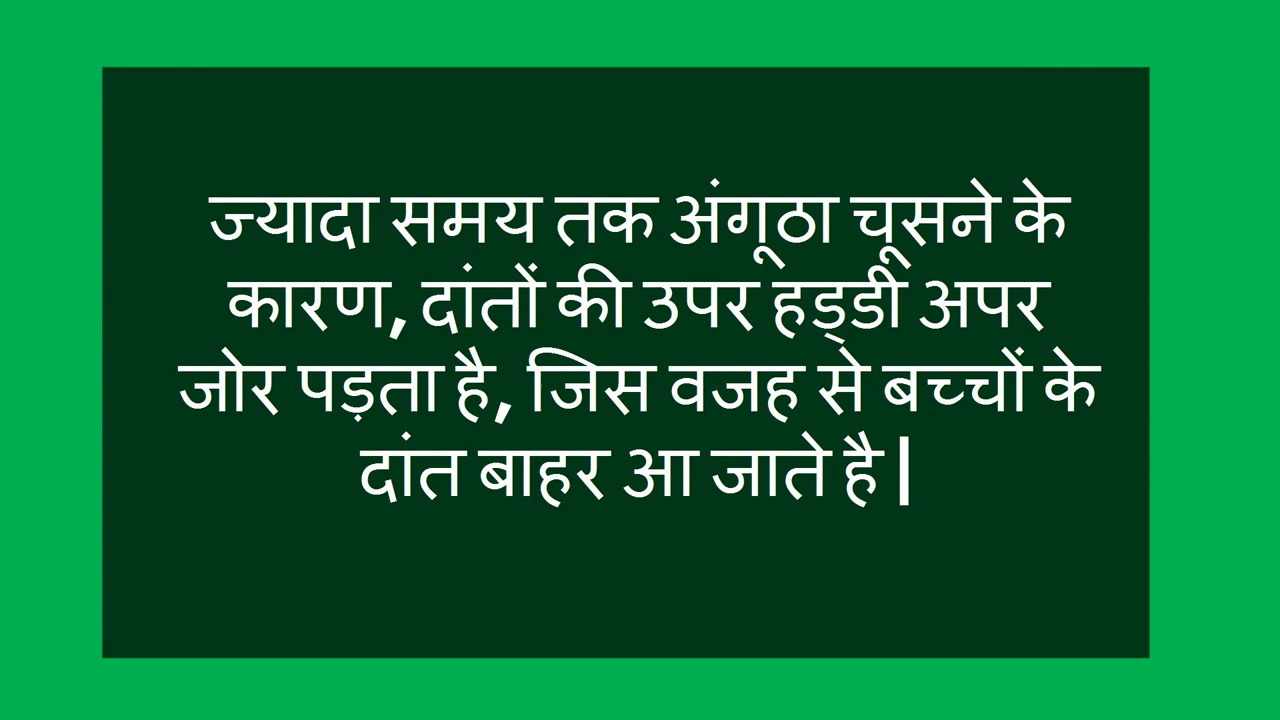 ज्यादा समय तक अंगूठा चूसने के
कारण, दांतों की उपर हड्डी अपर
जोर पड़ता है, जिस वजह से बच्चों के
दांत बाहर आ जाते है |